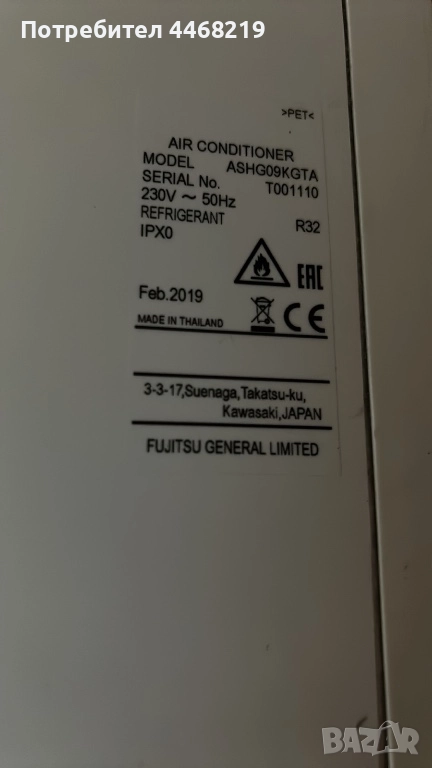 Потребител 4468219
>PET<
AIR CONDITIONER
MODEL ASHG09KGTA
SERIAL No. T001110
230V ~ 50Hz
REFRIGERANT R32
IPX0
EAC
Feb.2019
CE
MADE IN THAILAND
3-3-17,Suenaga,Takatsu-ku,
Kawasaki,JAPAN
FUJITSU GENERAL LIMITED
BAZAR